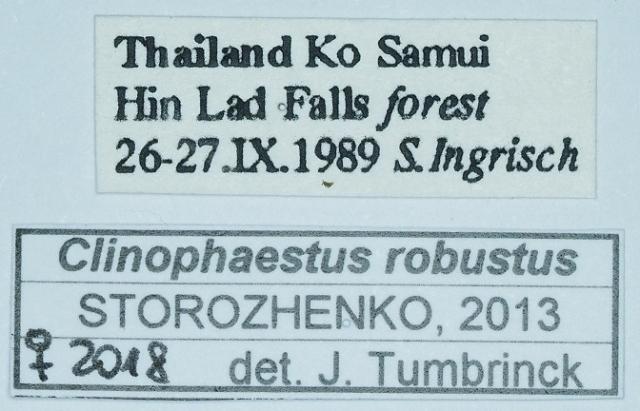 Thailand Ko Samui
Hin Lad Falls forest
26-27.IX.1989 S.Ingrisch
Clinophaestus robustus
STOROZHENKO, 2013
♀ 2018 det. J. Tumbrinck